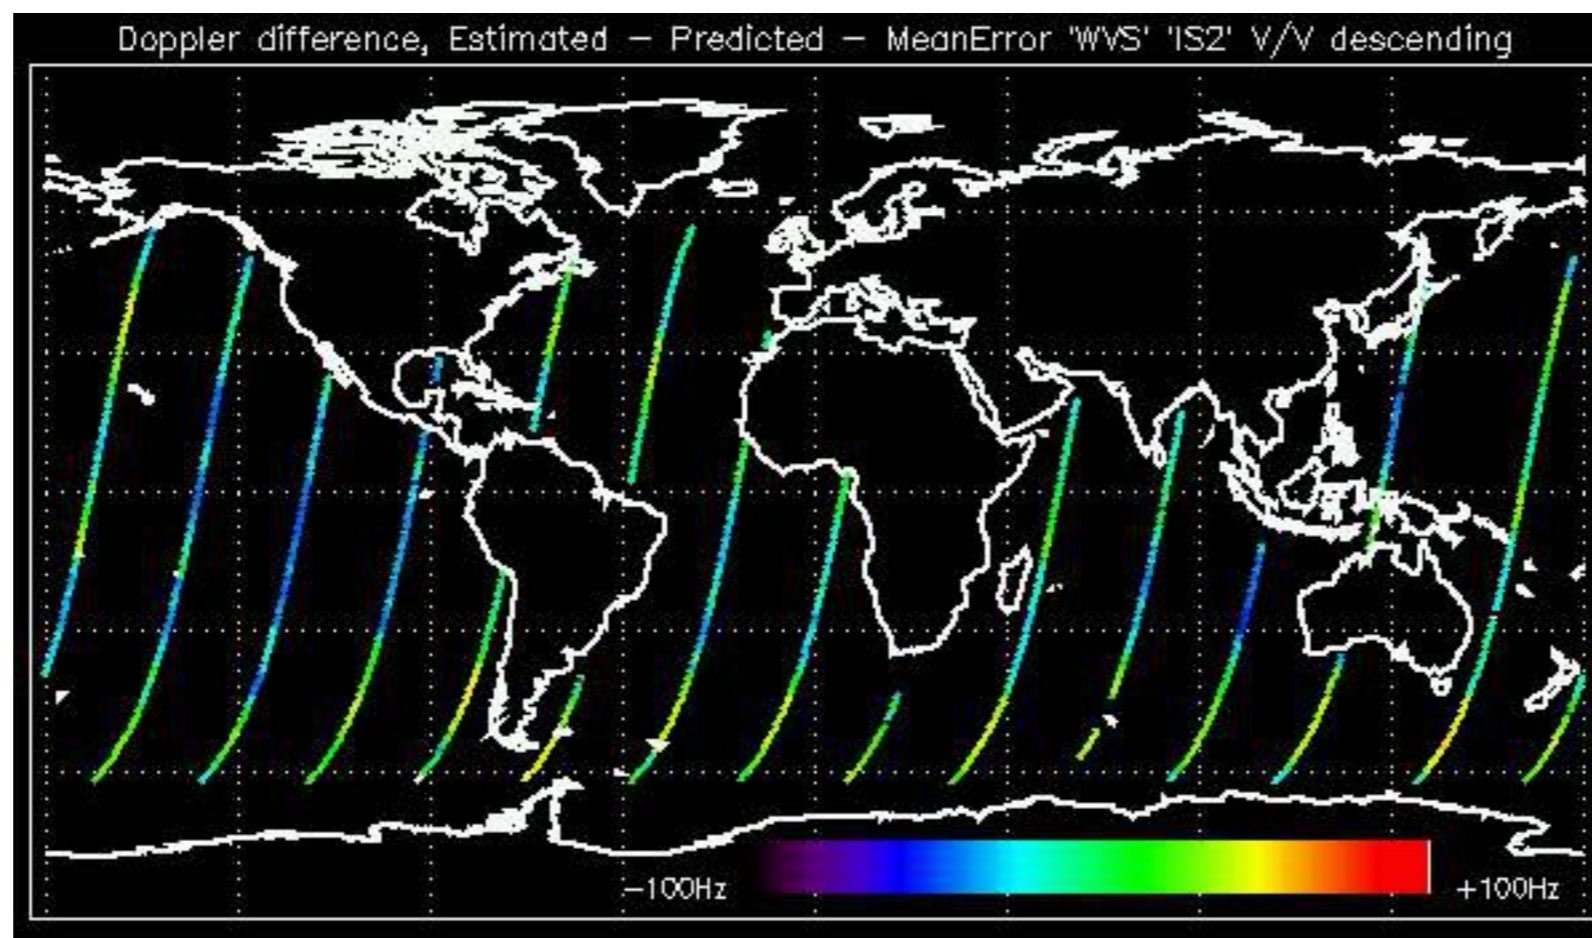 Doppler difference, Estimated – Predicted – MeanError 'WVS' 'IS2' V/V descending
–100Hz
+100Hz